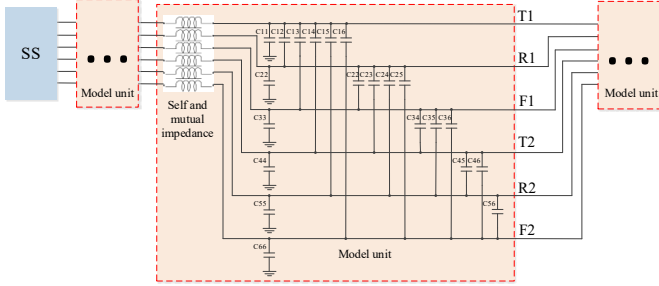 T1
C11 C12 C13 C14 C15 C16
SS
R1
C22
C22 C23 C24 C25
Model unit
Self and
mutual
impedance
Model unit
F1
C33
C34 C35 C36
T2
C44
C45 C46
R2
C55
C56
F2
C66
Model unit